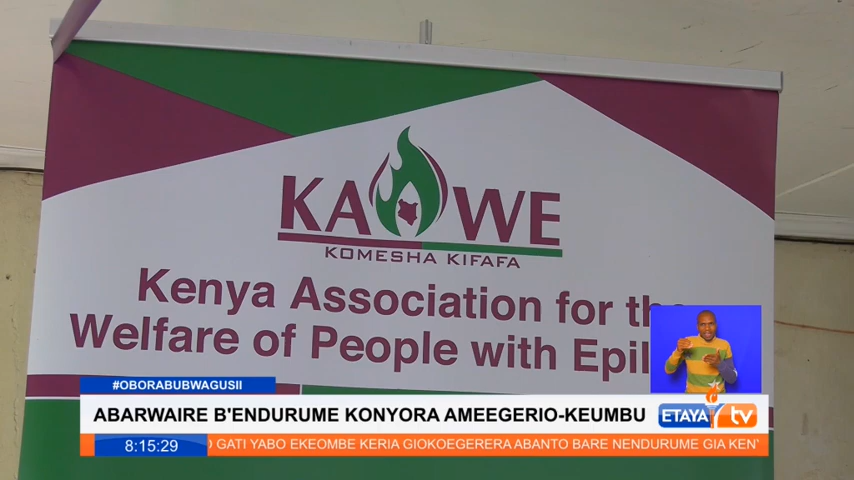 KAWE
KOMESHA KIFAFA
Kenya Association for the
Welfare of People with Epil
#OBORABUBWAGUSII
ABARWAIRE B'ENDURUME KONYORA AMEEGERIO-KEUMBU
ETAYA tv
8:15:29
O GATI YABO EKEOMBE KERIA GIOKOEGERERA ABANTO BARE NENDURUME GIA KEN